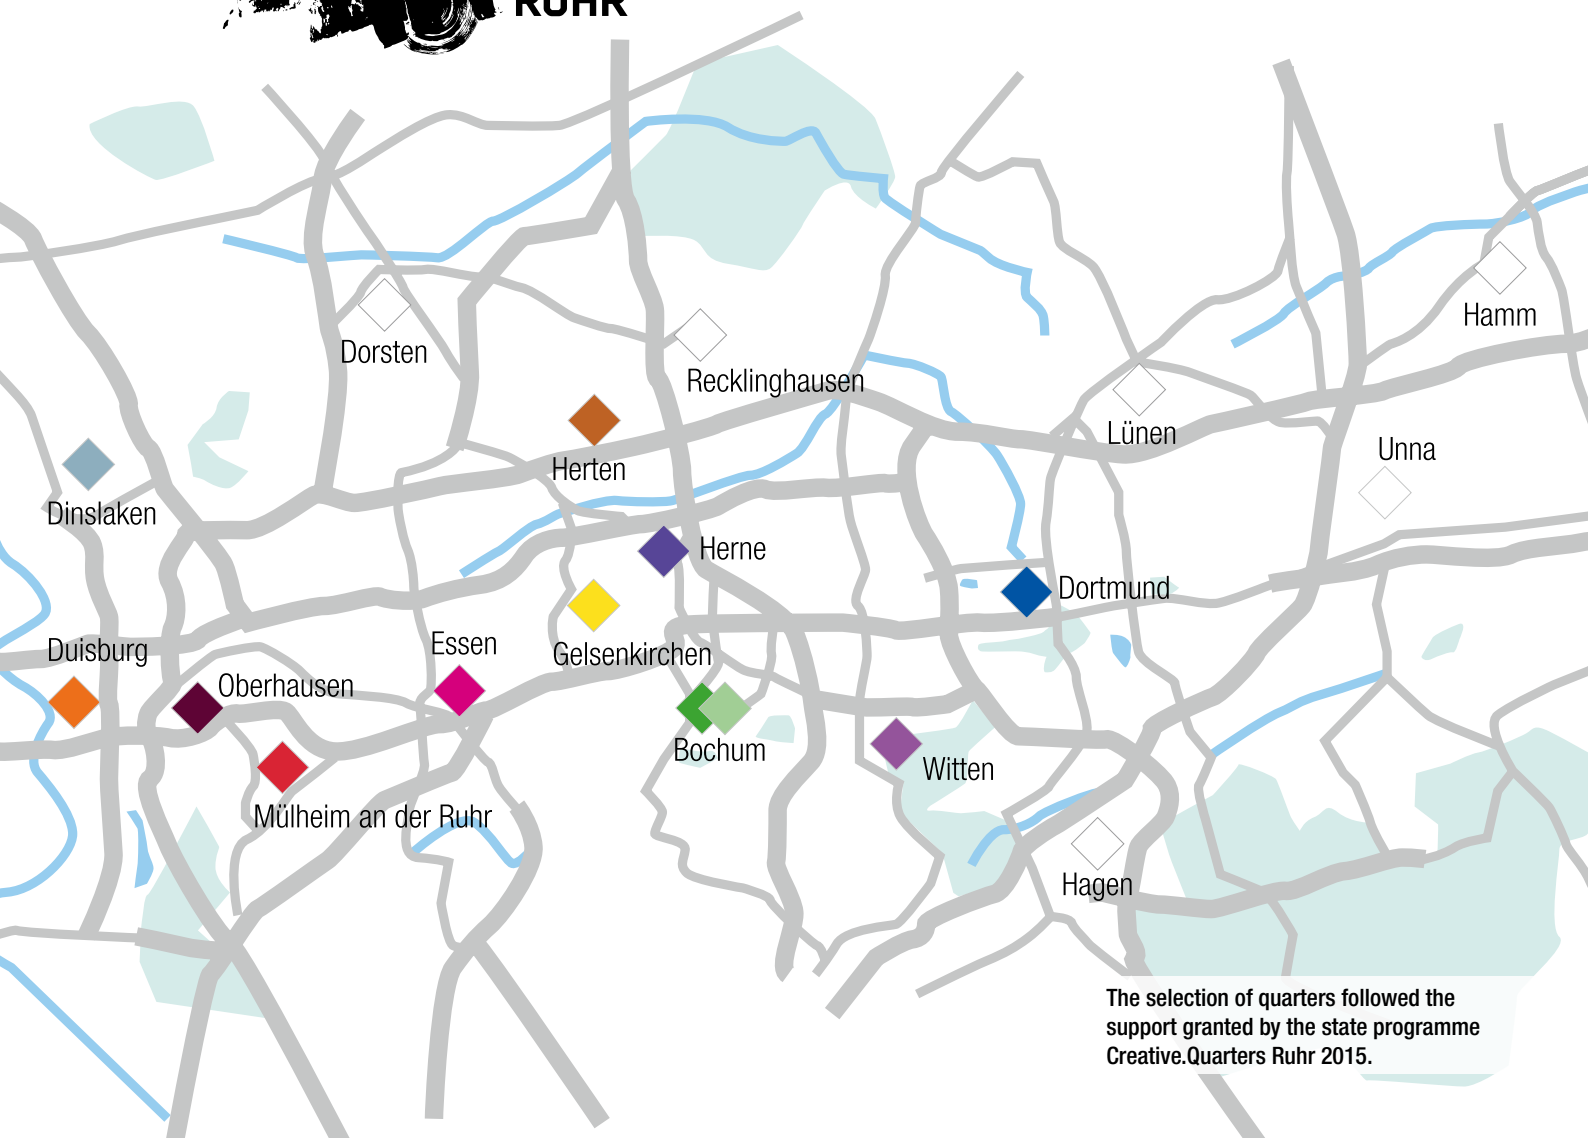 RUHR
Hamm
Dorsten
Recklinghausen
Lünen
Unna
Herten
Dinslaken
Herne
Dortmund
Duisburg
Essen
Gelsenkirchen
Oberhausen
Bochum
Witten
Mülheim an der Ruhr
Hagen
The selection of quarters followed the
support granted by the state programme
Creative.Quarters Ruhr 2015.